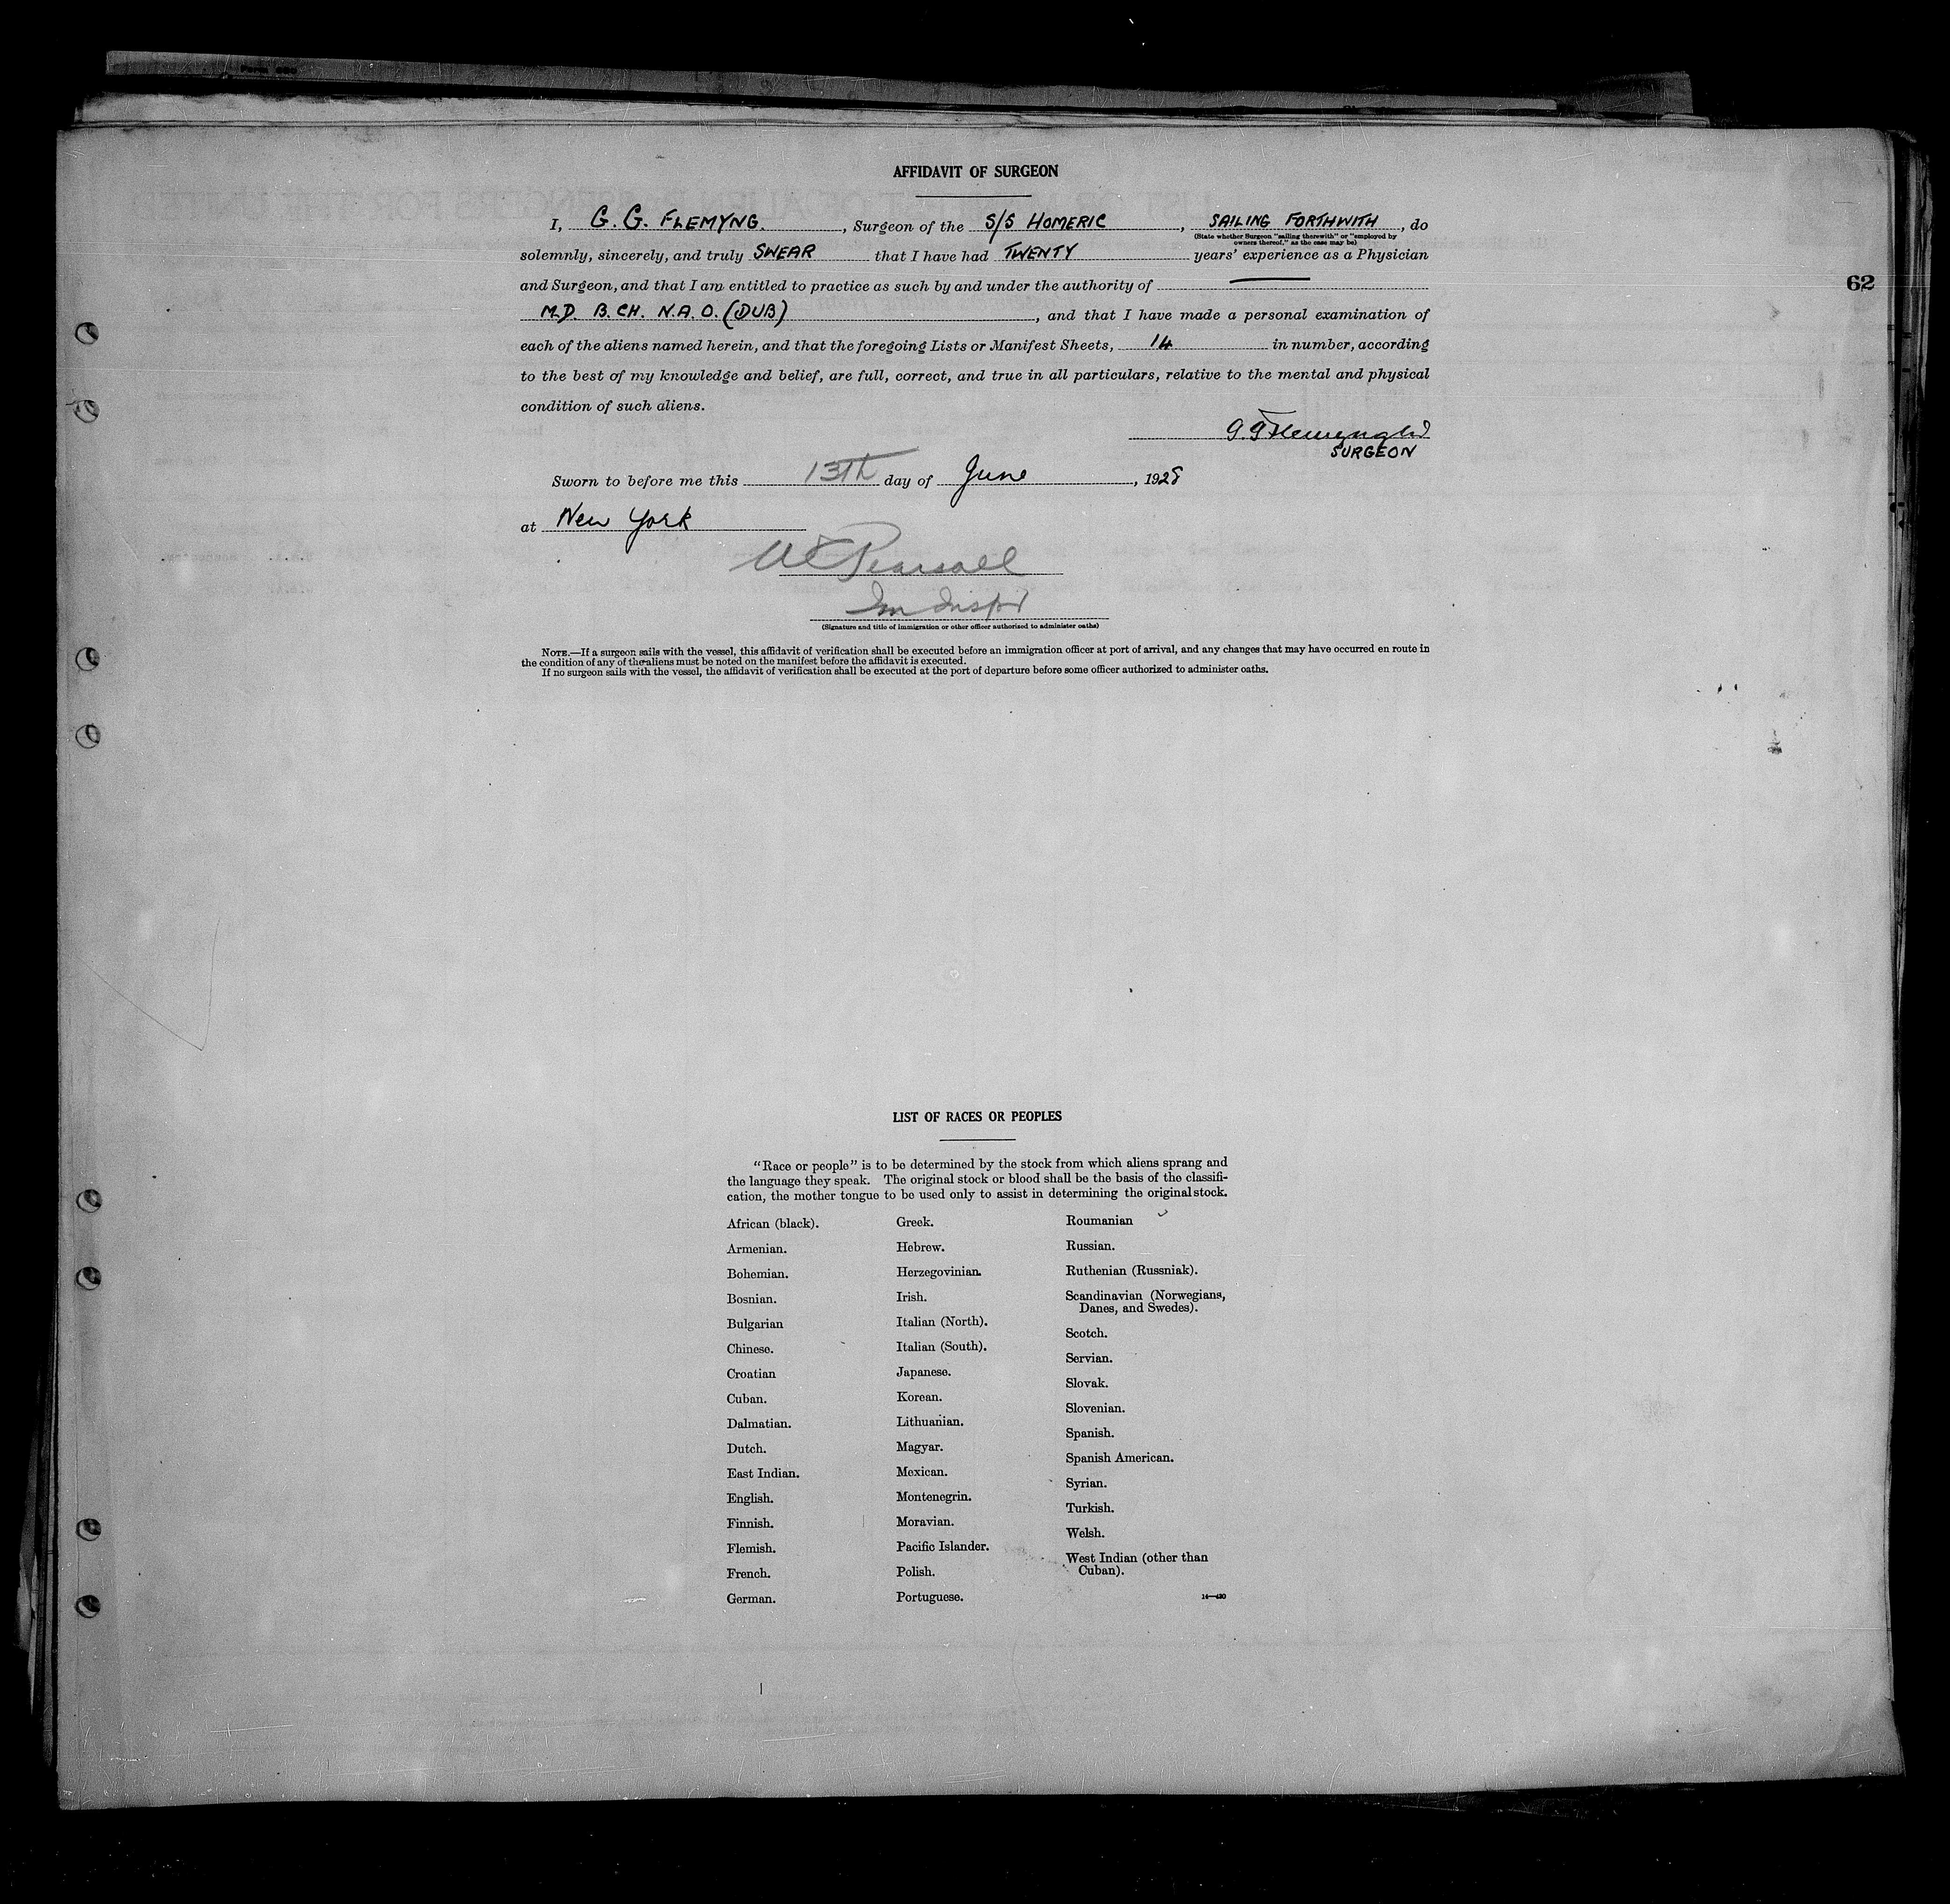 AFFIDAVIT OF SURGEON
I, G. G. FLEMYNG. , Surgeon of the S/S HOMERIC , SAILING FORTHWITH , do
(State whether Surgeon "sailing therewith" or "employed by
owners thereof," as the case may be)
solemnly, sincerely, and truly SWEAR that I have had TWENTY years' experience as a Physician
62
and Surgeon, and that I am entitled to practice as such by and under the authority of —
M.D. B.CH. N.A.O. (DUB) , and that I have made a personal examination of
each of the aliens named herein, and that the foregoing Lists or Manifest Sheets, 14 in number, according
to the best of my knowledge and belief, are full, correct, and true in all particulars, relative to the mental and physical
condition of such aliens.
G. G. Flemyng
SURGEON
Sworn to before me this 13th day of June , 1928
at New York
Pearsall
Im Inspr
(Signature and title of immigration or other officer authorized to administer oaths)
NOTE.—If a surgeon sails with the vessel, this affidavit of verification shall be executed before an immigration officer at port of arrival, and any changes that may have occurred en route in
the condition of any of the aliens must be noted on the manifest before the affidavit is executed.
If no surgeon sails with the vessel, the affidavit of verification shall be executed at the port of departure before some officer authorized to administer oaths.
LIST OF RACES OR PEOPLES
"Race or people" is to be determined by the stock from which aliens sprang and
the language they speak. The original stock or blood shall be the basis of the classifi-
cation, the mother tongue to be used only to assist in determining the original stock.
African (black).
Armenian.
Bohemian.
Bosnian.
Bulgarian
Chinese.
Croatian
Cuban.
Dalmatian.
Dutch.
East Indian.
English.
Finnish.
Flemish.
French.
German.
Greek.
Hebrew.
Herzegovinian.
Irish.
Italian (North).
Italian (South).
Japanese.
Korean.
Lithuanian.
Magyar.
Mexican.
Montenegrin.
Moravian.
Pacific Islander.
Polish.
Portuguese.
Roumanian
Russian.
Ruthenian (Russniak).
Scandinavian (Norwegians,
Danes, and Swedes).
Scotch.
Servian.
Slovak.
Slovenian.
Spanish.
Spanish American.
Syrian.
Turkish.
Welsh.
West Indian (other than
Cuban).
14—430